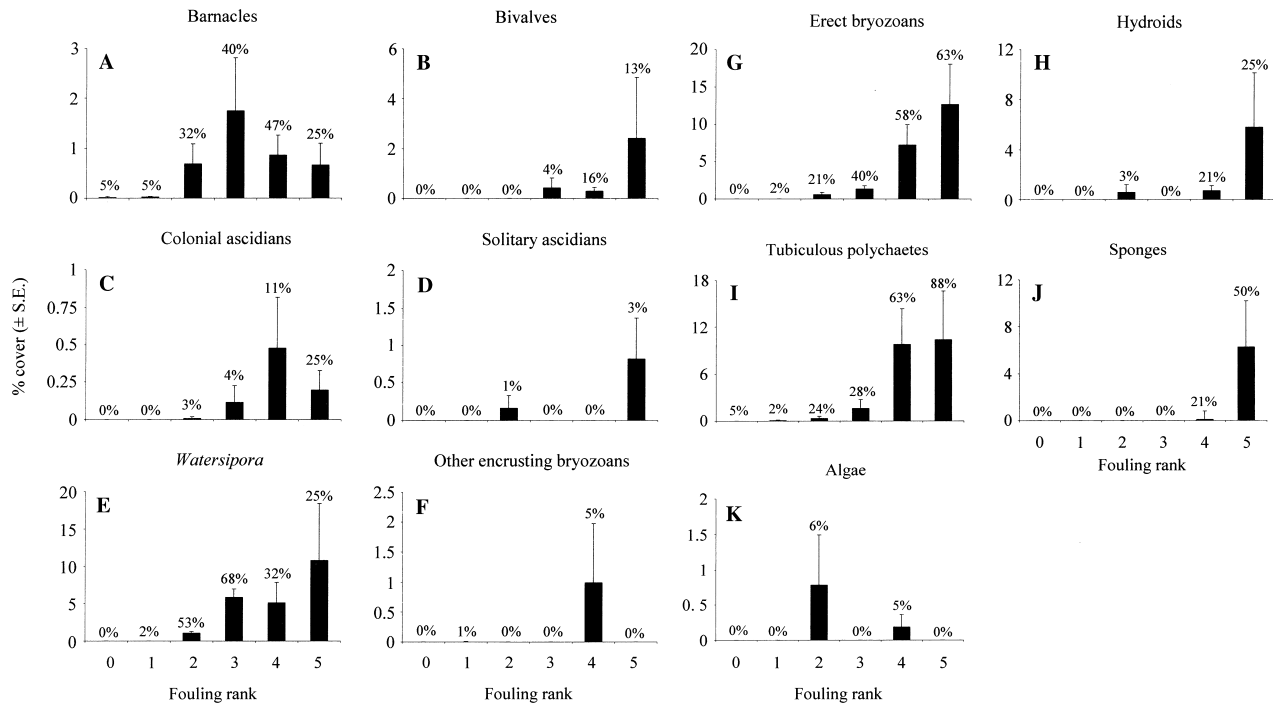 Barnacles
A
3
2
1
0
5% 5% 32% 40% 47% 25%
Bivalves
B
6
4
2
0
0% 0% 0% 4% 16% 13%
Erect bryozoans
G
20
15
10
5
0
0% 2% 21% 40% 58% 63%
Hydroids
H
12
8
4
0
0% 0% 3% 0% 21% 25%
% cover (± S.E.)
Colonial ascidians
C
1
0.75
0.5
0.25
0
0% 0% 3% 4% 11% 25%
Solitary ascidians
D
2
1.5
1
0.5
0
0% 0% 1% 0% 0% 3%
Tubiculous polychaetes
I
18
12
6
0
5% 2% 24% 28% 63% 88%
Sponges
J
12
8
4
0
0% 0% 0% 0% 21% 50%
0 1 2 3 4 5
Fouling rank
Watersipora
E
20
15
10
5
0
0% 2% 53% 68% 32% 25%
0 1 2 3 4 5
Fouling rank
Other encrusting bryozoans
F
2.5
2
1.5
1
0.5
0
0% 1% 0% 0% 5% 0%
0 1 2 3 4 5
Fouling rank
Algae
K
2
1.5
1
0. 5
0
0% 0% 6% 0% 5% 0%
0 1 2 3 4 5
Fouling rank